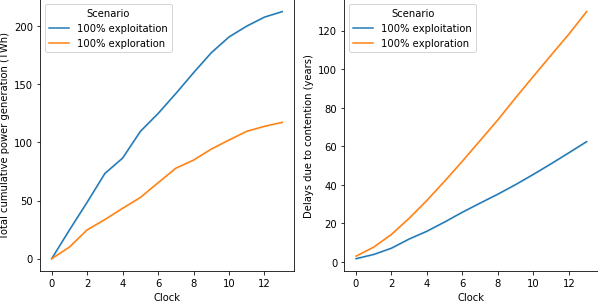 Total cumulative power generation (TWh)
Scenario
100% exploitation
100% exploration
200
150
100
50
0
0 2 4 6 8 10 12
Clock
Delays due to contention (years)
Scenario
100% exploitation
100% exploration
120
100
80
60
40
20
0
0 2 4 6 8 10 12
Clock